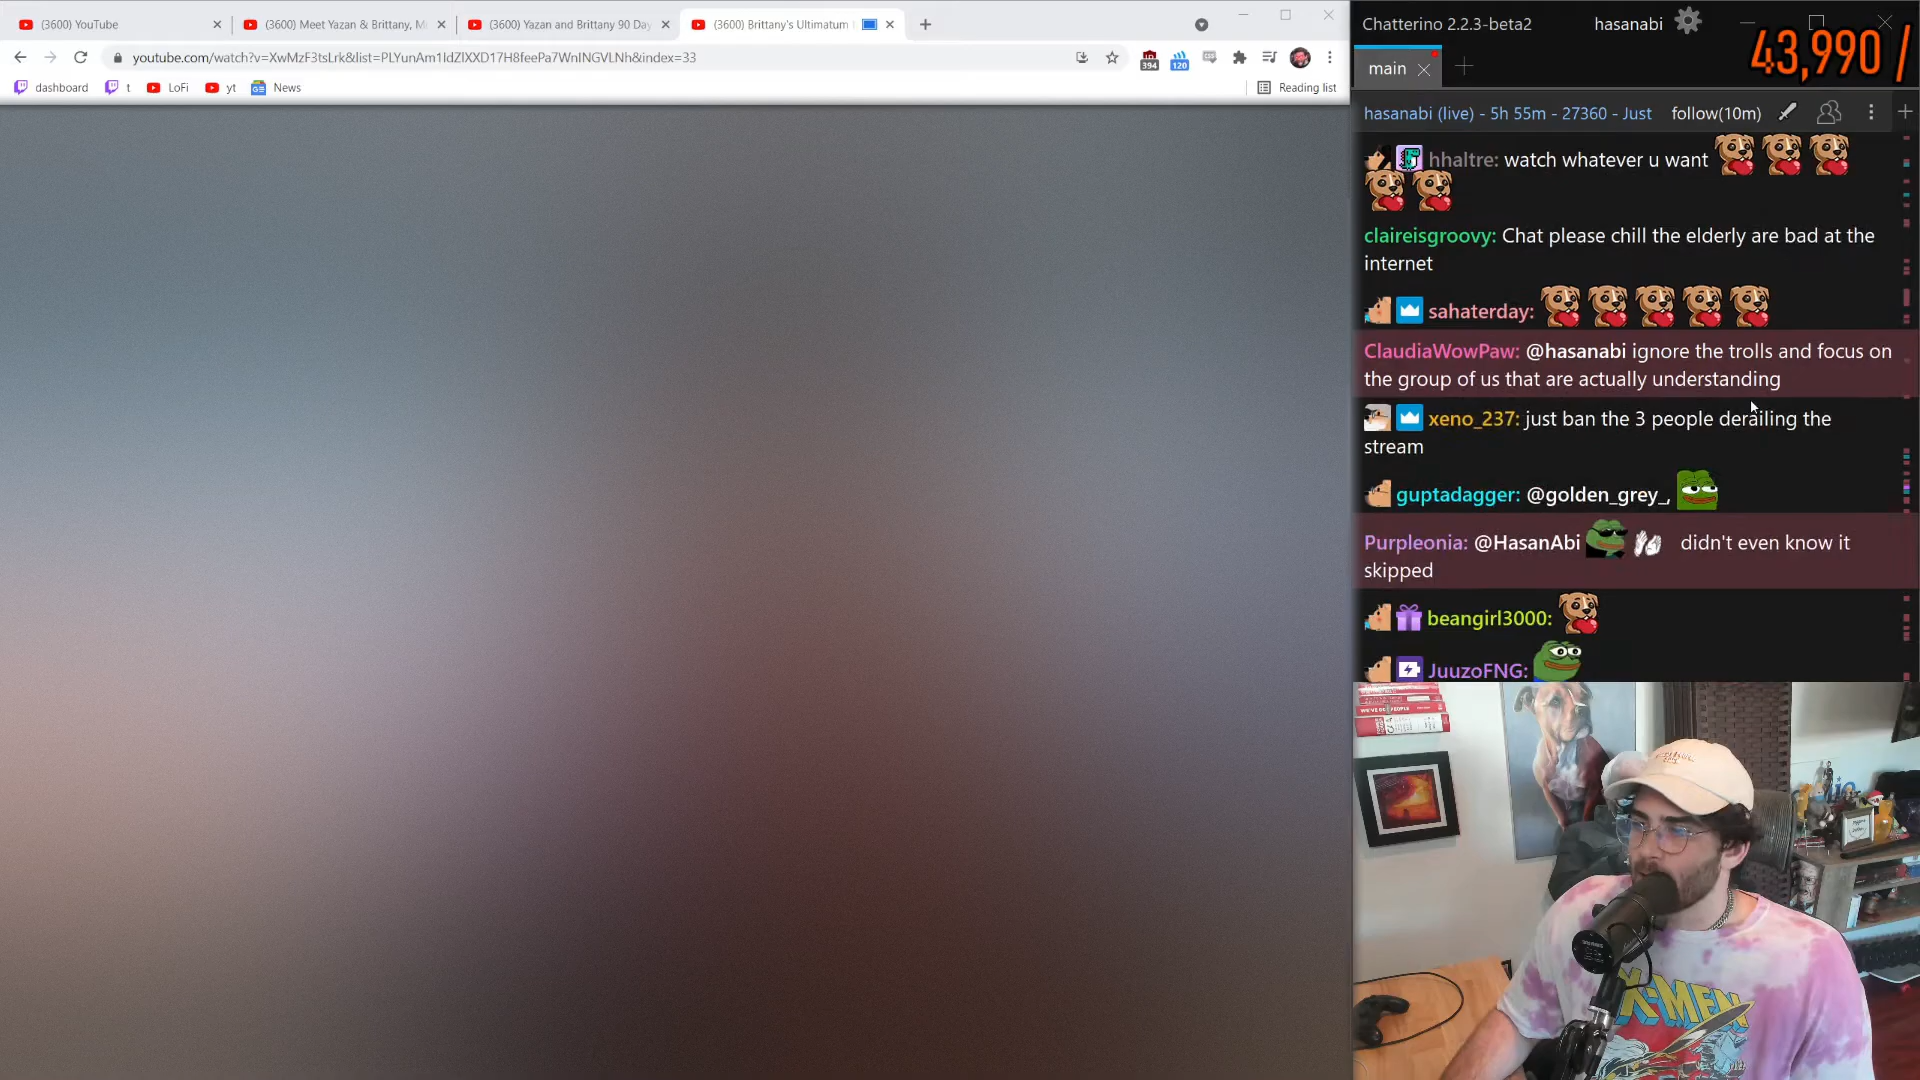 (3600) YouTube
(3600) Meet Yazan & Brittany, M
(3600) Yazan and Brittany 90 Day
(3600) Brittany's Ultimatum
youtube.com/watch?v=XwMzF3tsLrk&list=PLYunAm1IdZlXXD17H8feePa7WnINGVLNh&index=33
394
120
dashboard
t
LoFi
yt
News
Reading list
Chatterino 2.2.3-beta2
hasanabi
43,990 /
main
hasanabi (live) - 5h 55m - 27360 - Just
follow(10m)
hhaltre: watch whatever u want
claireisgroovy: Chat please chill the elderly are bad at the
internet
sahaterday:
ClaudiaWowPaw: @hasanabi ignore the trolls and focus on
the group of us that are actually understanding
xeno_237: just ban the 3 people derailing the
stream
guptadagger: @golden_grey_,
Purpleonia: @HasanAbi didn't even know it
skipped
beangirl3000:
JuuzoFNG:
X-MEN